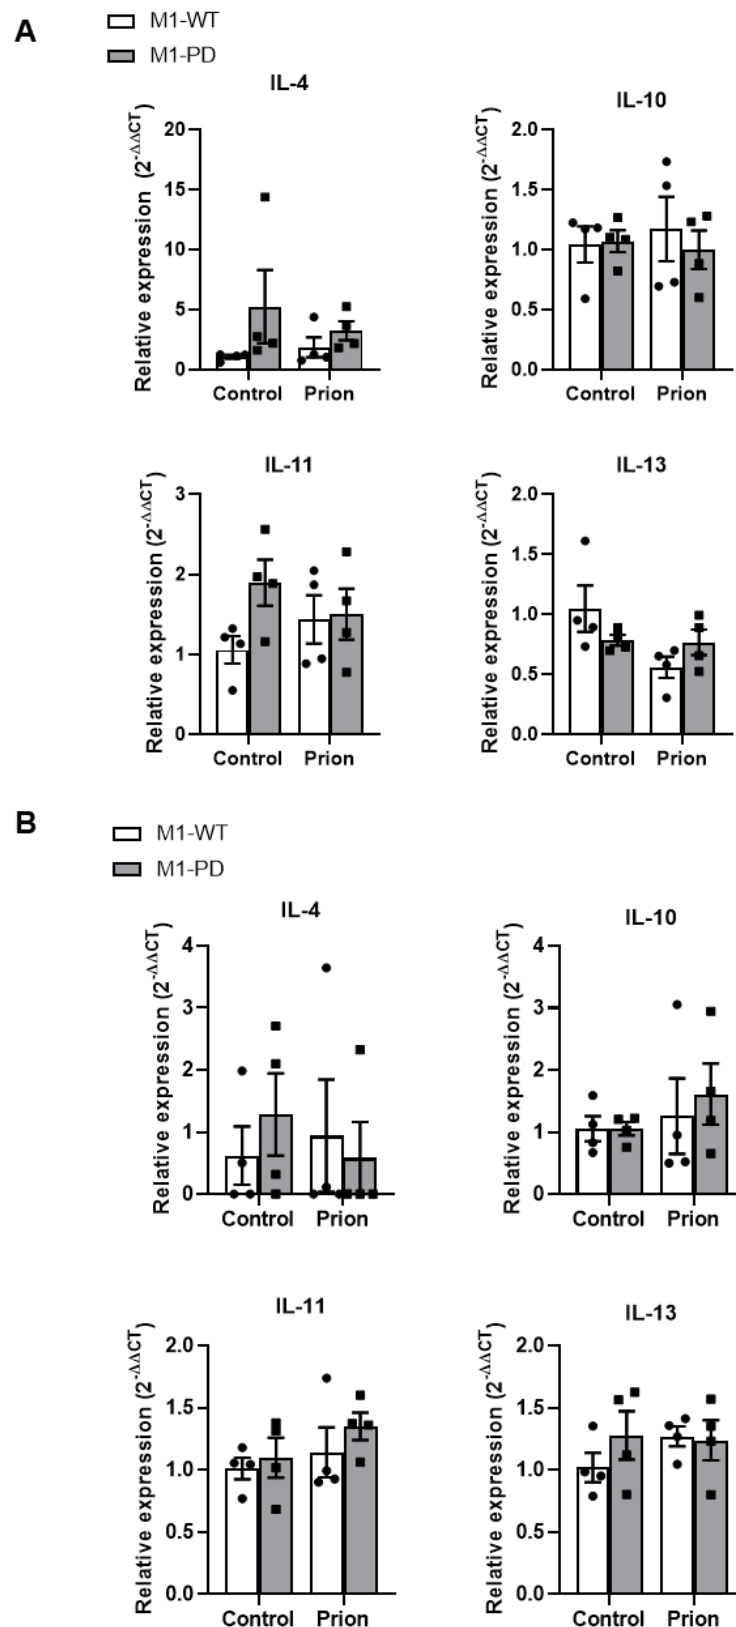 A
M1-WT
M1-PD
IL-4
Relative expression (2-ΔΔCT)
20
15
10
5
0
Control Prion
IL-10
Relative expression (2-ΔΔCT)
2.0
1.5
1.0
0.5
0.0
Control Prion
IL-11
Relative expression (2-ΔΔCT)
3
2
1
0
Control Prion
IL-13
Relative expression (2-ΔΔCT)
2.0
1.5
1.0
0.5
0.0
Control Prion
B
M1-WT
M1-PD
IL-4
Relative expression (2-ΔΔCT)
4
3
2
1
0
Control Prion
IL-10
Relative expression (2-ΔΔCT)
4
3
2
1
0
Control Prion
IL-11
Relative expression (2-ΔΔCT)
2.0
1.5
1.0
0.5
0.0
Control Prion
IL-13
Relative expression (2-ΔΔCT)
2.0
1.5
1.0
0.5
0.0
Control Prion